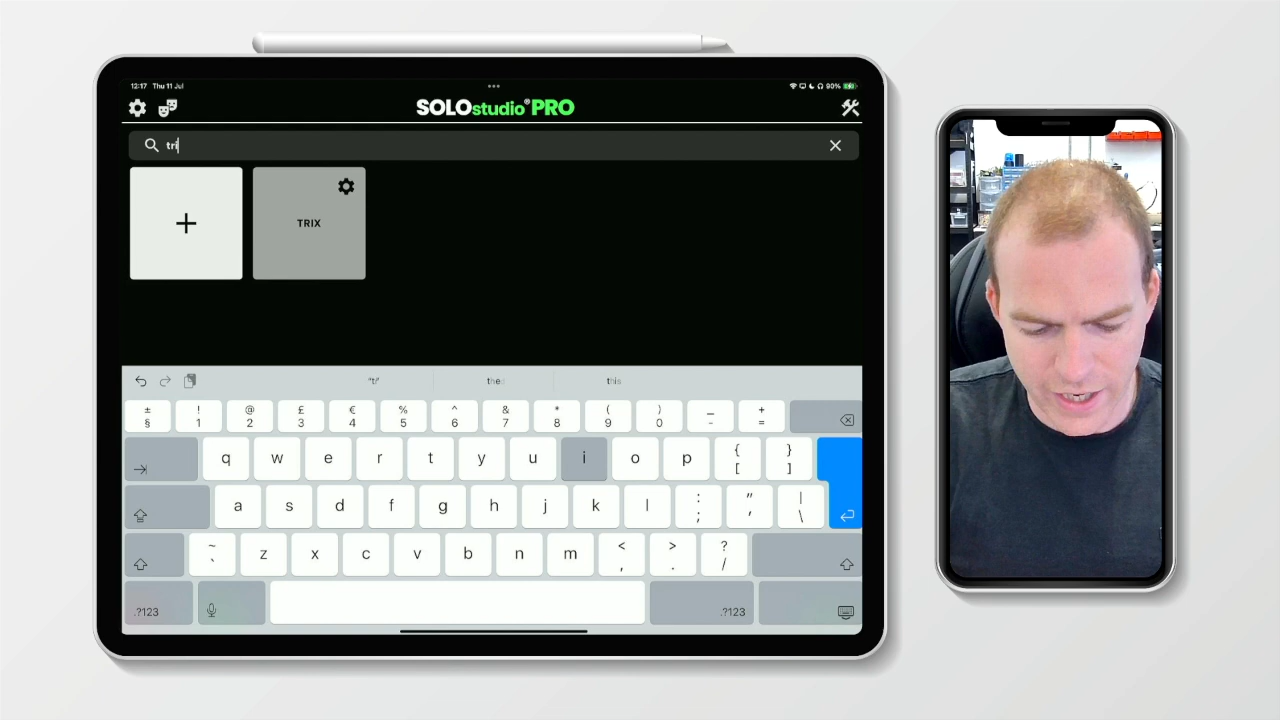 12:17 Thu 11 Jul
90%
SOLOstudio® PRO
tri
+
TRIX
"tri" the this
± § ! 1 @ 2 £ 3 € 4 % 5 ^ 6 & 7 * 8 ( 9 ) 0 _ - + =
q w e r t y u i o p { [ } ]
a s d f g h j k l : ; " ' | \
~ ` z x c v b n m < , > . ? /
.?123 .?123